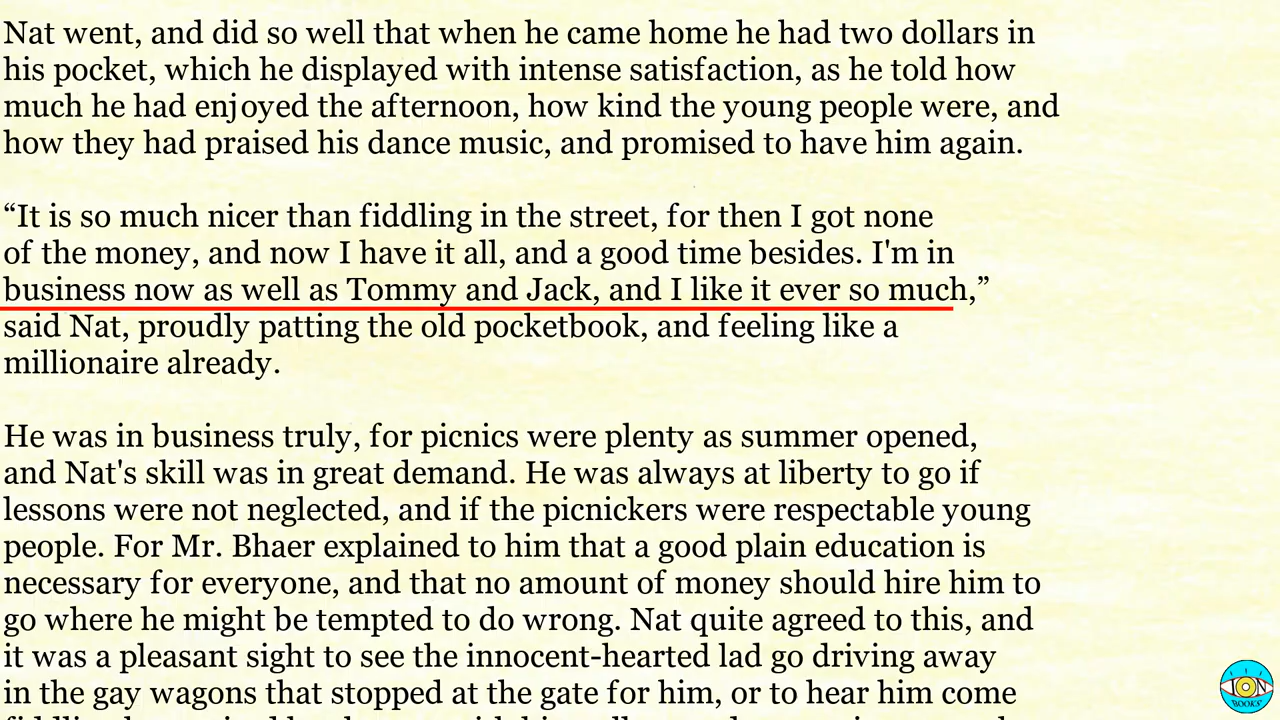 Nat went, and did so well that when he came home he had two dollars in
his pocket, which he displayed with intense satisfaction, as he told how
much he had enjoyed the afternoon, how kind the young people were, and
how they had praised his dance music, and promised to have him again.
“It is so much nicer than fiddling in the street, for then I got none
of the money, and now I have it all, and a good time besides. I'm in
business now as well as Tommy and Jack, and I like it ever so much,”
said Nat, proudly patting the old pocketbook, and feeling like a
millionaire already.
He was in business truly, for picnics were plenty as summer opened,
and Nat's skill was in great demand. He was always at liberty to go if
lessons were not neglected, and if the picnickers were respectable young
people. For Mr. Bhaer explained to him that a good plain education is
necessary for everyone, and that no amount of money should hire him to
go where he might be tempted to do wrong. Nat quite agreed to this, and
it was a pleasant sight to see the innocent-hearted lad go driving away
in the gay wagons that stopped at the gate for him, or to hear him come
ION
BOOKS